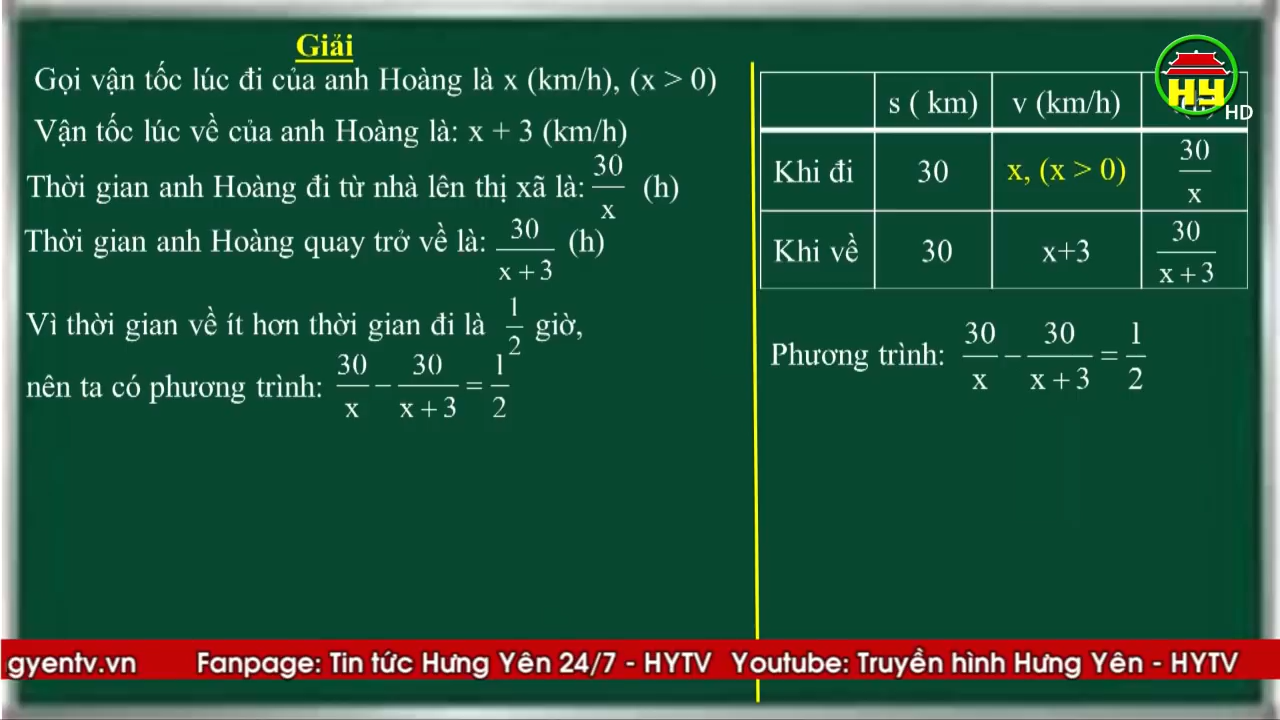 Giải
Gọi vận tốc lúc đi của anh Hoàng là x (km/h), (x > 0)
Vận tốc lúc về của anh Hoàng là: x + 3 (km/h)
Thời gian anh Hoàng đi từ nhà lên thị xã là: 30/x (h)
Thời gian anh Hoàng quay trở về là: 30/(x + 3) (h)
Vì thời gian về ít hơn thời gian đi là 1/2 giờ,
nên ta có phương trình: 30/x − 30/(x + 3) = 1/2
s ( km) v (km/h)
Khi đi 30 x, (x > 0) 30/x
Khi về 30 x+3 30/(x + 3)
Phương trình: 30/x − 30/(x + 3) = 1/2
HY
HD
gyentv.vn Fanpage: Tin tức Hưng Yên 24/7 - HYTV Youtube: Truyền hình Hưng Yên - HYTV